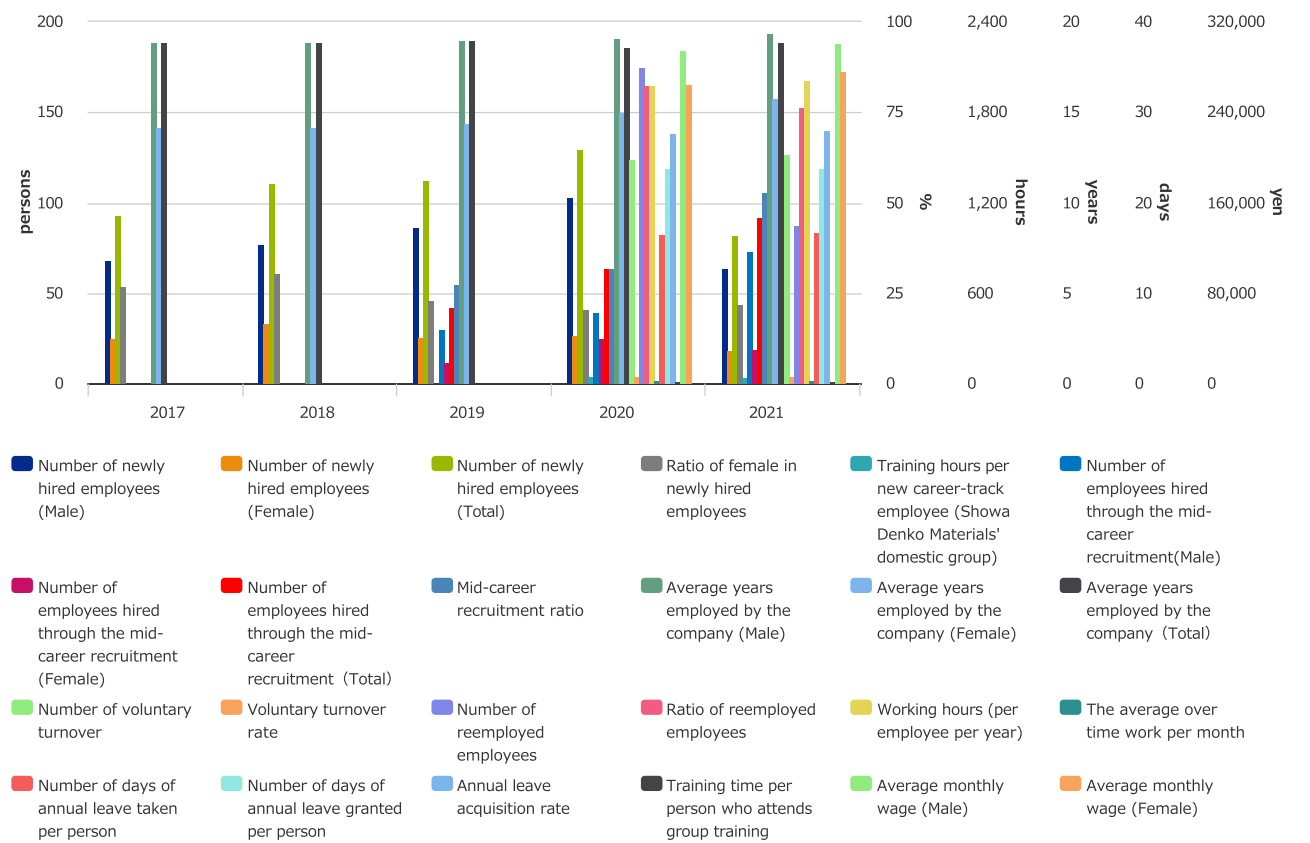 200
100
2,400
20
40
320,000
150
75
1,800
15
30
240,000
100
50
1,200
10
20
160,000
50
25
600
5
10
80,000
0
0
0
0
0
0
persons
%
hours
years
days
yen
2017
2018
2019
2020
2021
Number of newly
hired employees
(Male)
Number of newly
hired employees
(Female)
Number of newly
hired employees
(Total)
Ratio of female in
newly hired
employees
Training hours per
new career-track
employee (Showa
Denko Materials'
domestic group)
Number of
employees hired
through the mid-
career
recruitment(Male)
Number of
employees hired
through the mid-
career recruitment
(Female)
Number of
employees hired
through the mid-
career
recruitment（Total）
Mid-career
recruitment ratio
Average years
employed by the
company (Male)
Average years
employed by the
company (Female)
Average years
employed by the
company（Total）
Number of voluntary
turnover
Voluntary turnover
rate
Number of
reemployed
employees
Ratio of reemployed
employees
Working hours (per
employee per year)
The average over
time work per month
Number of days of
annual leave taken
per person
Number of days of
annual leave granted
per person
Annual leave
acquisition rate
Training time per
person who attends
group training
Average monthly
wage (Male)
Average monthly
wage (Female)